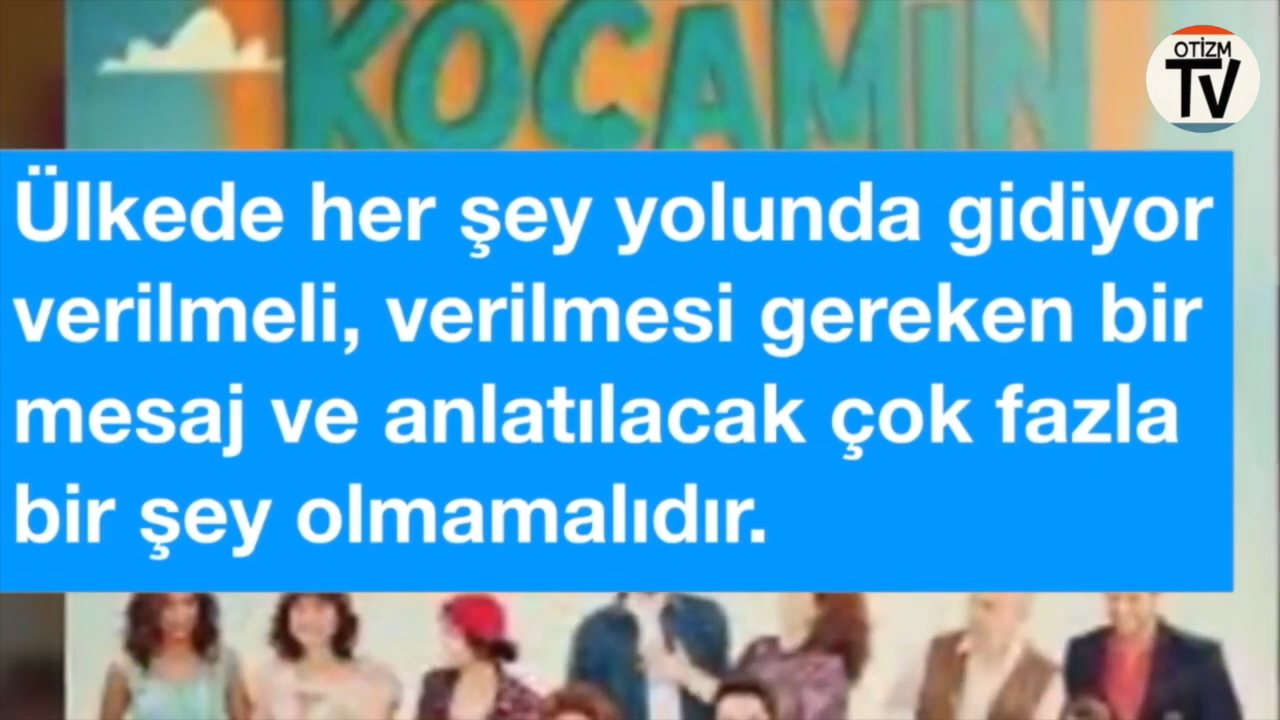 KOCAMIN
OTİZM
TV
Ülkede her şey yolunda gidiyor
verilmeli, verilmesi gereken bir
mesaj ve anlatılacak çok fazla
bir şey olmamalıdır.